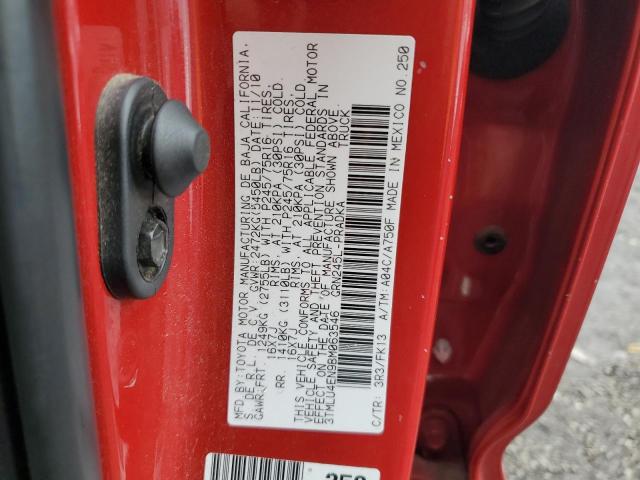 MFD.BY:TOYOTA MOTOR MANUFACTURING DE BAJA CALIFORNIA,
S. DE R.L. DE C.V. GVWR:2472KG(5450LB) DATE:11/10
GAWR:FRT. 1249KG (2755LB) WITH P245/75R16 TIRES,
16X7J RIMS, AT 210KPA (30PSI) COLD.
RR. 1410KG (3110LB) WITH P245/75R16 TIRES,
16X7J RIMS, AT 210KPA (30PSI) COLD.
THIS VEHICLE CONFORMS TO ALL APPLICABLE FEDERAL MOTOR
VEHICLE SAFETY AND THEFT PREVENTION STANDARDS IN
EFFECT ON THE DATE OF MANUFACTURE SHOWN ABOVE.
3TMLU4EN9BM063546 TRUCK
GRN245L-PRADKA
C/TR: 3R3/FK13 A/TM:A04C/A750F MADE IN MEXICO NO.250